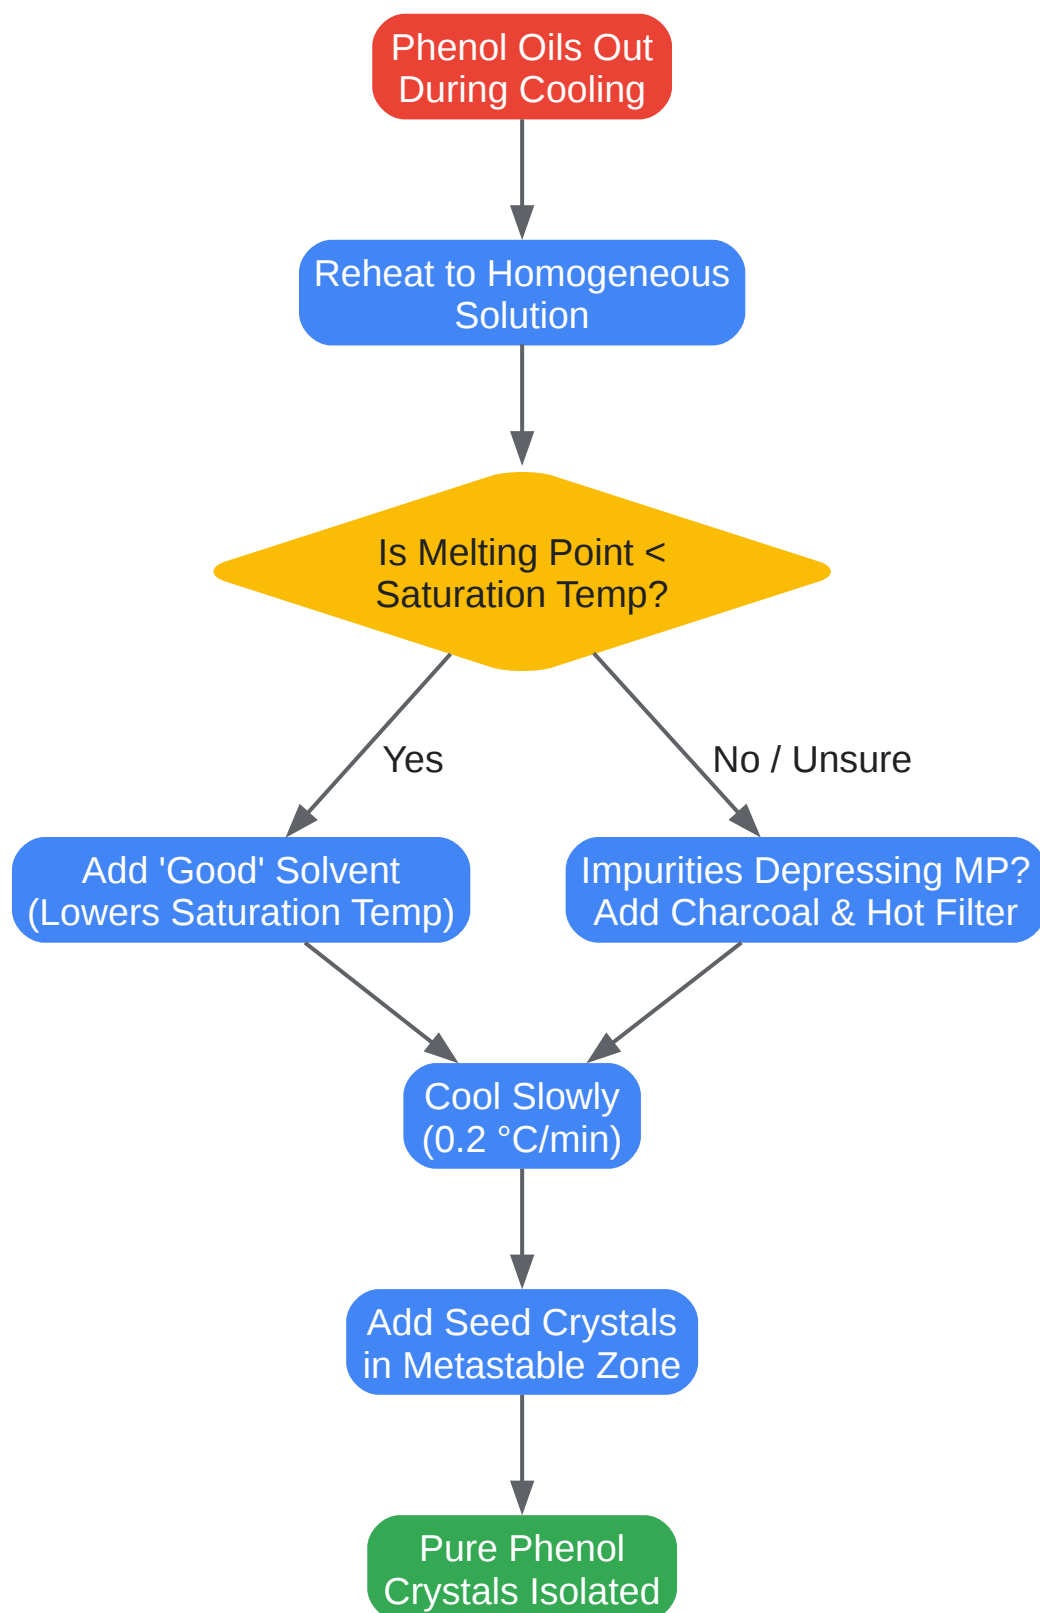 Phenol Oils Out
During Cooling
Reheat to Homogeneous
Solution
Is Melting Point <
Saturation Temp?
Yes
No / Unsure
Add 'Good' Solvent
(Lowers Saturation Temp)
Impurities Depressing MP?
Add Charcoal & Hot Filter
Cool Slowly
(0.2 °C/min)
Add Seed Crystals
in Metastable Zone
Pure Phenol
Crystals Isolated